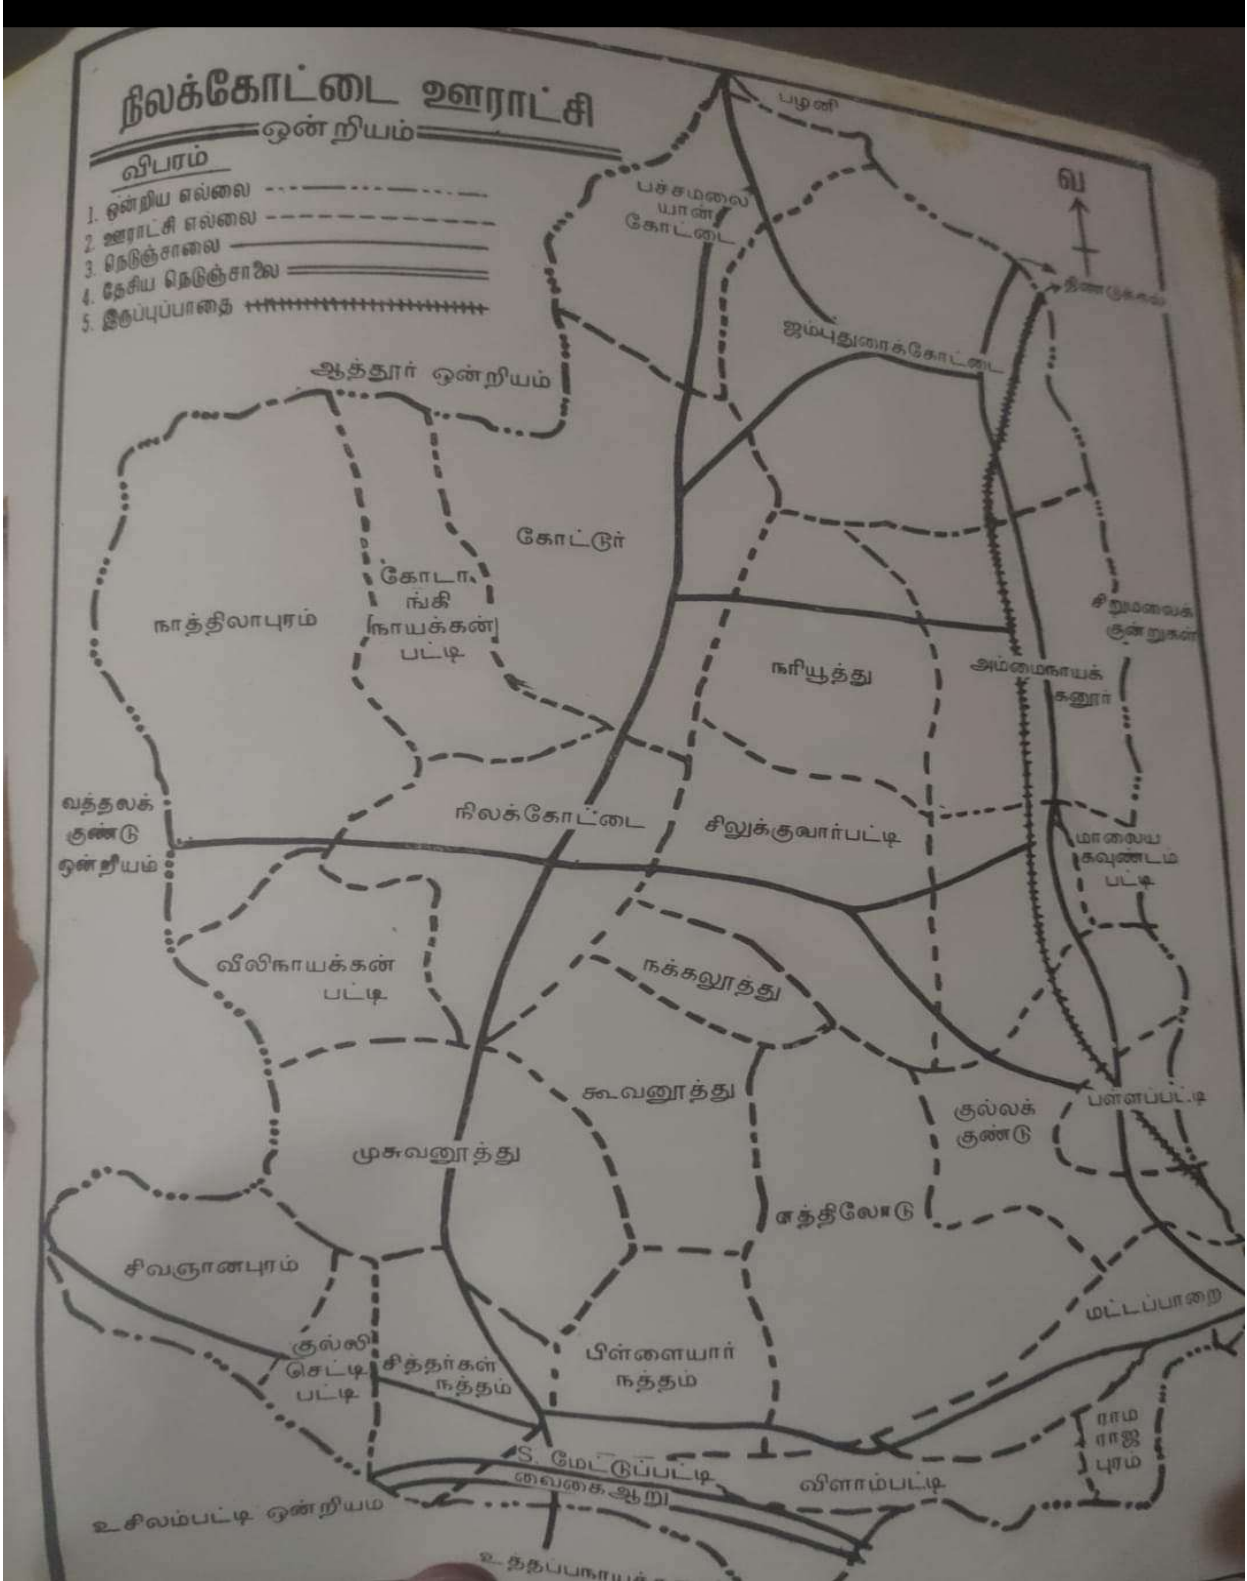 நிலக்கோட்டை ஊராட்சி
ஒன்றியம்
விபரம்
1. ஒன்றிய எல்லை
2. ஊராட்சி எல்லை
3. நெடுஞ்சாலை
4. தேசிய நெடுஞ்சாலை
5. இருப்புப்பாதை
பழனி
வ
பச்சமலை
யான்
கோட்டை
திண்டுக்கல்
ஜம்புதுரைக்கோட்டை
ஆத்தூர் ஒன்றியம்
கோட்டூர்
கோடா
ங்கி
நாயக்கன்
பட்டி
நாத்திலாபுரம்
சிறுமலைக்
குன்றுகள்
நரியூத்து
அம்மைநாயக்
கனூர்
வத்தலக்
குண்டு
ஒன்றியம்
நிலக்கோட்டை
சிலுக்குவார்பட்டி
மாலைய
கவுண்டம்
பட்டி
வீலிநாயக்கன்
பட்டி
நக்கலூத்து
கூவனூத்து
குல்லக்
குண்டு
பள்ளப்பட்டி
முசுவனூத்து
எத்திலோடு
சிவஞானபுரம்
மட்டப்பாறை
குல்லி
செட்டி
பட்டி
சித்தர்கள்
நத்தம்
பிள்ளையார்
நத்தம்
ராம
ராஜ
புரம்
S. மேட்டுப்பட்டி
வைகைஆறு
விளாம்பட்டி
உசிலம்பட்டி ஒன்றியம்